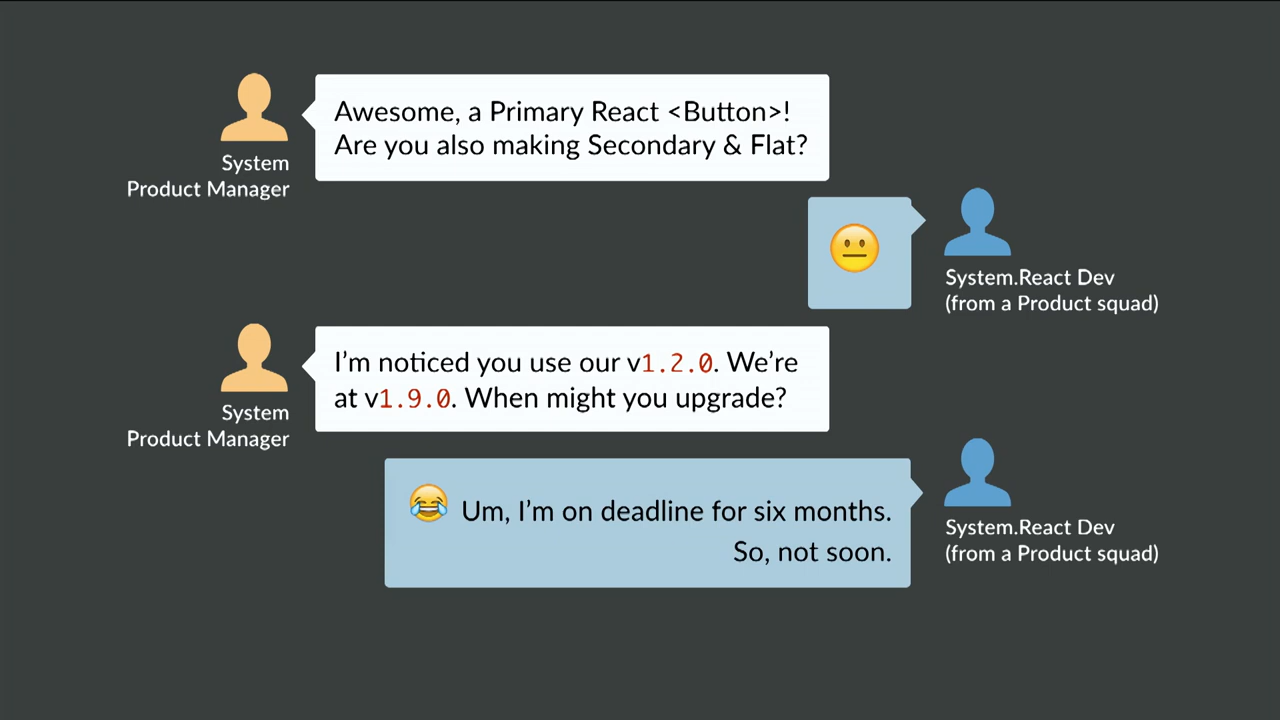 Awesome, a Primary React <Button>!
Are you also making Secondary & Flat?
System
Product Manager
System.React Dev
(from a Product squad)
I'm noticed you use our v1.2.0. We're
at v1.9.0. When might you upgrade?
System
Product Manager
😂 Um, I'm on deadline for six months.
So, not soon.
System.React Dev
(from a Product squad)